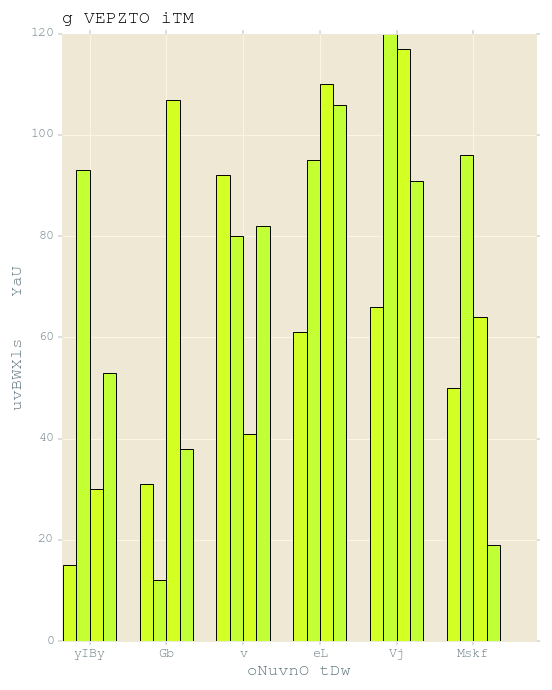 g VEPZTO iTM
120
100
80
60
40
20
0
uvBWXls YaU
yIBy Gb v eL Vj Mskf
oNuvnO tDw